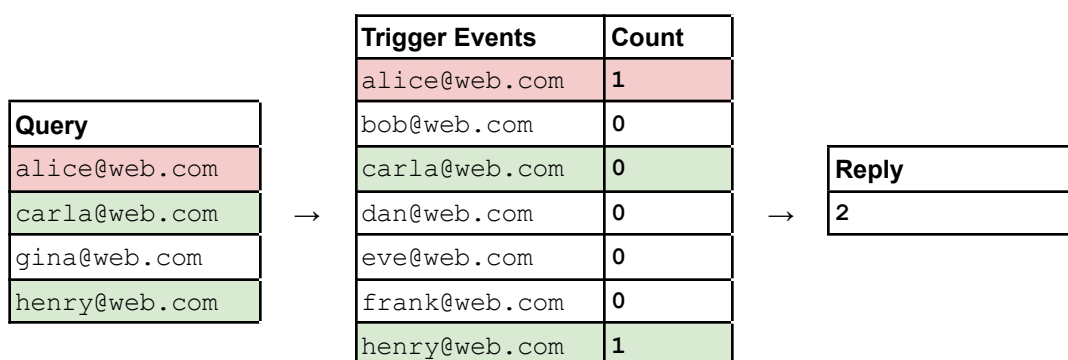 Query
alice@web.com
carla@web.com
gina@web.com
henry@web.com
→
Trigger Events Count
alice@web.com 1
bob@web.com 0
carla@web.com 0
dan@web.com 0
eve@web.com 0
frank@web.com 0
henry@web.com 1
→
Reply
2